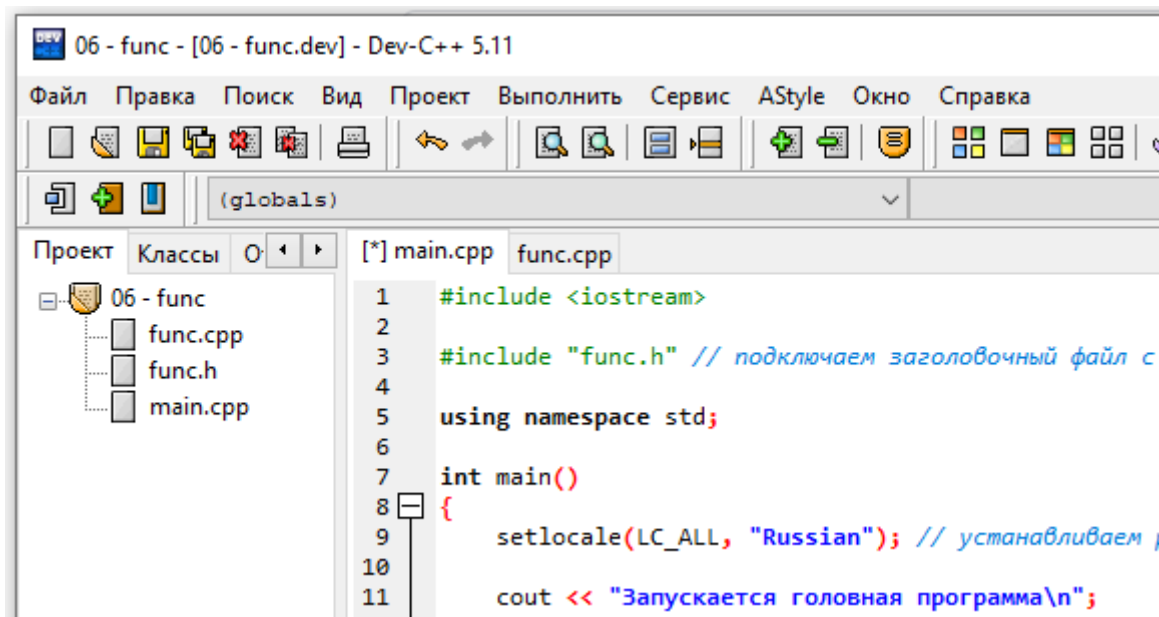 06 - func - [06 - func.dev] - Dev-C++ 5.11
Файл Правка Поиск Вид Проект Выполнить Сервис AStyle Окно Справка
(globals)
Проект Классы О
[*] main.cpp func.cpp
06 - func
func.cpp
func.h
main.cpp
1 #include <iostream>
2
3 #include "func.h" // подключаем заголовочный файл с
4
5 using namespace std;
6
7 int main()
8 {
9 setlocale(LC_ALL, "Russian"); // устанавливаем
10
11 cout << "Запускается головная программа\n";